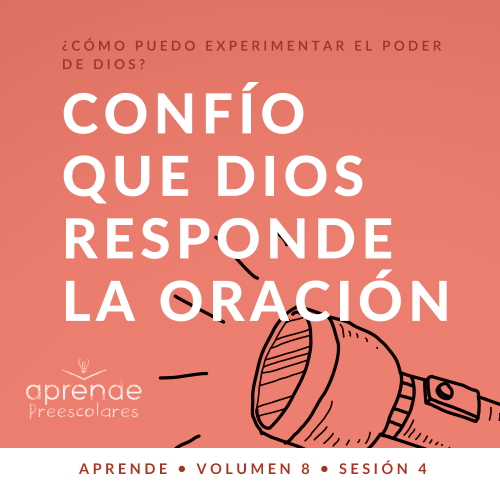 ¿CÓMO PUEDO EXPERIMENTAR EL PODER
DE DIOS?
CONFÍO
QUE DIOS
RESPONDE
LA ORACIÓN
aprende
Preescolares
APRENDE • VOLUMEN 8 • SESIÓN 4